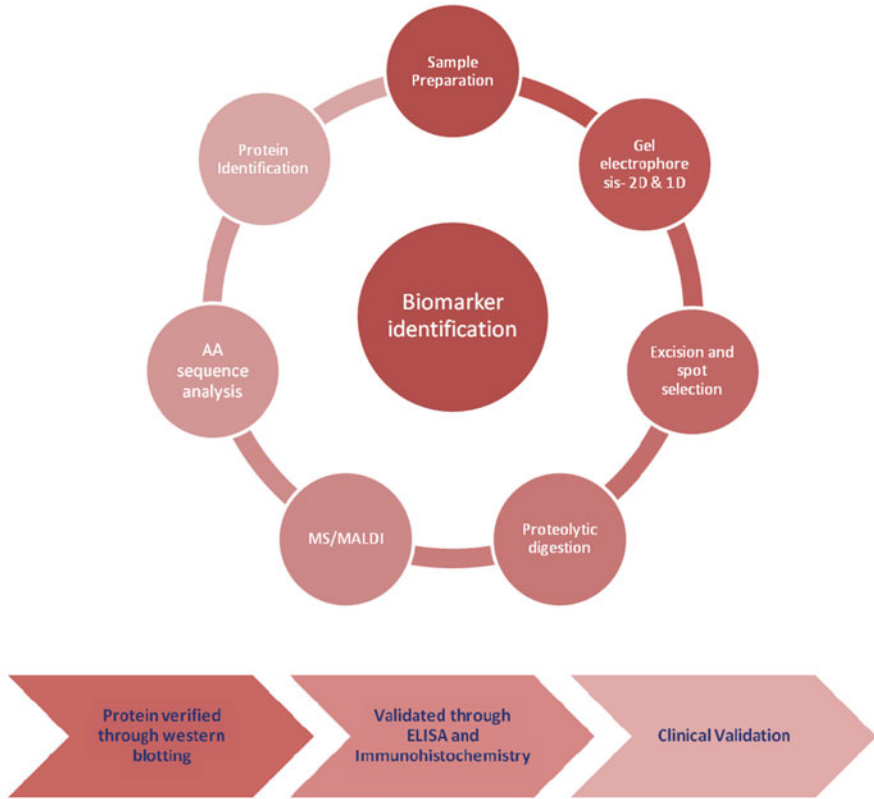 Sample
Preparation
Gel
electrophore
sis- 2D & 1D
Excision and
spot
selection
Proteolytic
digestion
MS/MALDI
AA
sequence
analysis
Protein
Identification
Biomarker
identification
Protein verified
through western
blotting
Validated through
ELISA and
Immunohistochemistry
Clinical Validation